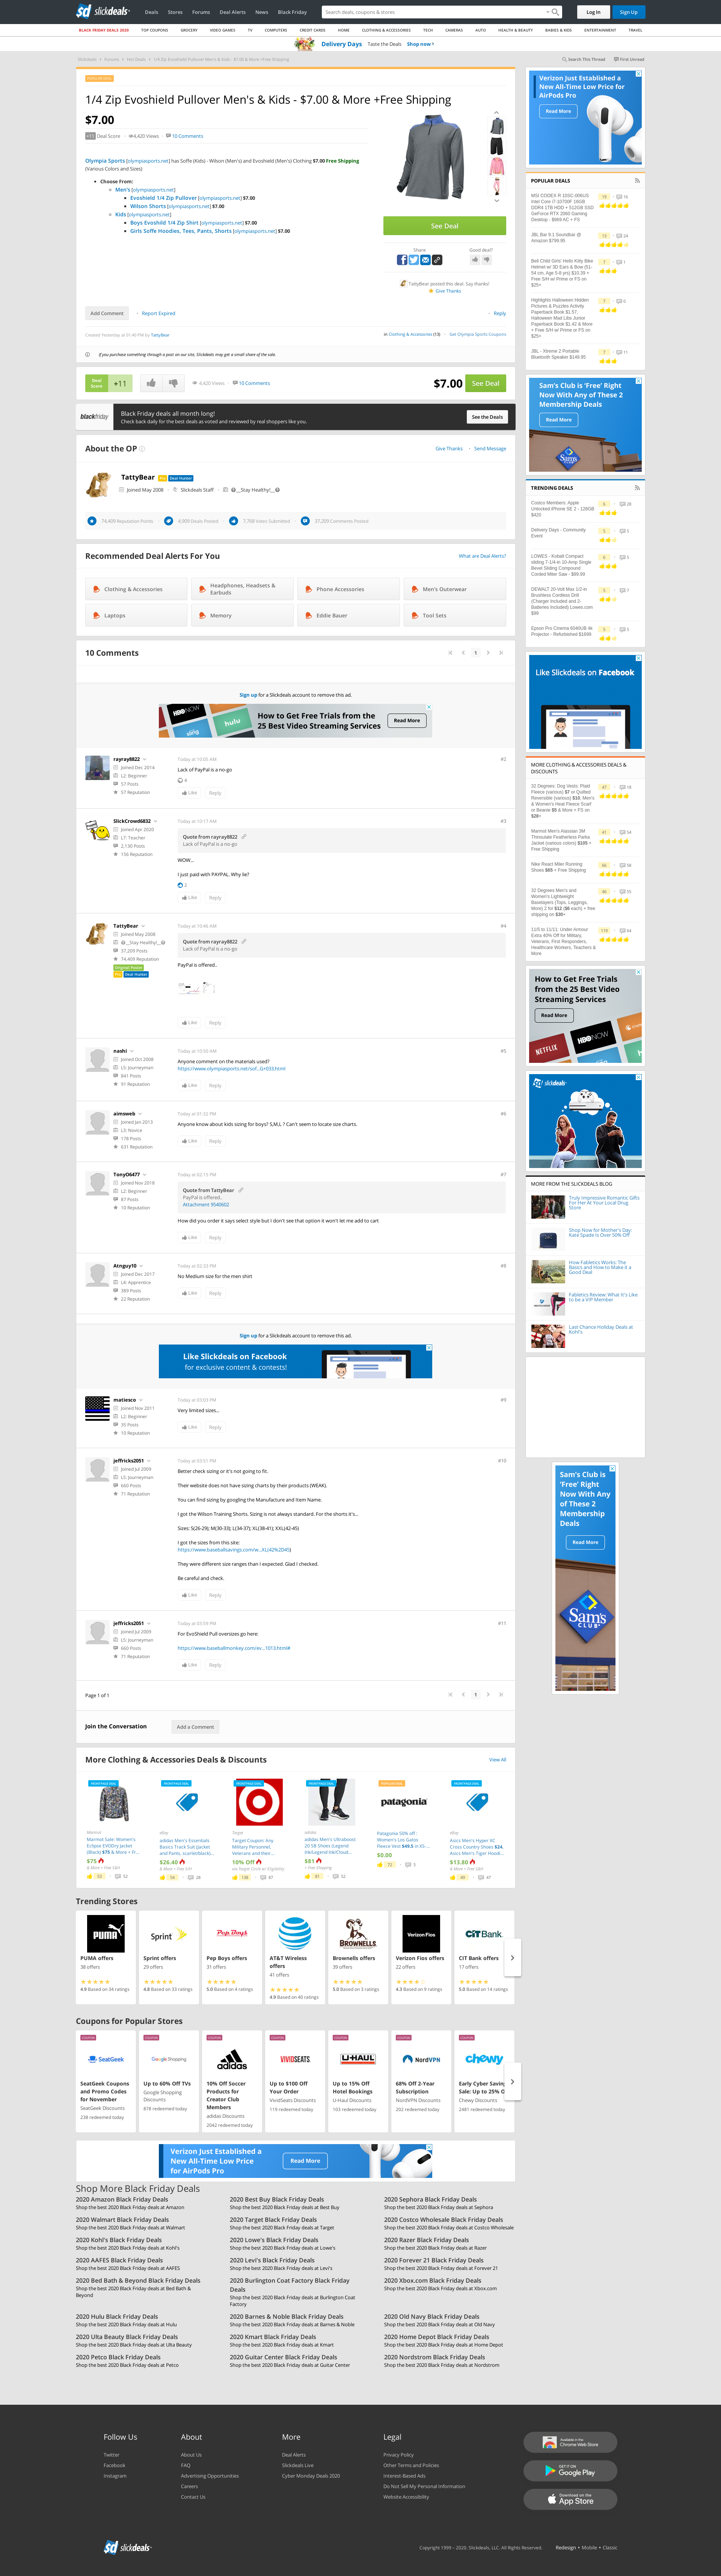 sd slickdeals
Deals Stores Forums Deal Alerts News Black Friday
Search deals, coupons & stores
Log In Sign Up
BLACK FRIDAY DEALS 2020 TOP COUPONS GROCERY VIDEO GAMES TV COMPUTERS CREDIT CARDS HOME CLOTHING & ACCESSORIES TECH CAMERAS AUTO HEALTH & BEAUTY BABIES & KIDS ENTERTAINMENT TRAVEL
Delivery Days Taste the Deals Shop now
Slickdeals Forums Hot Deals 1/4 Zip Evoshield Pullover Men's & Kids - $7.00 & More +Free Shipping
Search This Thread First Unread
1/4 Zip Evoshield Pullover Men's & Kids - $7.00 & More +Free Shipping
$7.00
+11 Deal Score 4,420 Views 10 Comments
Olympia Sports [olympiasports.net] has Soffe (Kids) - Wilson (Men's) and Evoshield (Men's) Clothing $7.00 Free Shipping
(Various Colors and Sizes)
Choose From:
Men's [olympiasports.net]
Evoshield 1/4 Zip Pullover [olympiasports.net] $7.00
Wilson Shorts [olympiasports.net] $7.00
Kids [olympiasports.net]
Boys Evoshild 1/4 Zip Shirt [olympiasports.net] $7.00
Girls Soffe Hoodies, Tees, Pants, Shorts [olympiasports.net] $7.00
See Deal
Share
Good deal?
TattyBear posted this deal. Say thanks!
Give Thanks
Add Comment Report Expired
Reply
Created Yesterday at 01:40 PM by TattyBear
in Clothing & Accessories (13) Get Olympia Sports Coupons
If you purchase something through a post on our site, Slickdeals may get a small share of the sale.
Deal Score +11
4,420 Views 10 Comments
$7.00 See Deal
blackfriday
Black Friday deals all month long!
Check back daily for the best deals as voted and reviewed by real shoppers like you.
See the Deals
About the OP
Give Thanks Send Message
TattyBear Pro Deal Hunter
Joined May 2008 Slickdeals Staff @__Stay Healthy!__@
74,409 Reputation Points 4,909 Deals Posted 7,768 Votes Submitted 37,209 Comments Posted
Recommended Deal Alerts For You
What are Deal Alerts?
Clothing & Accessories
Headphones, Headsets & Earbuds
Phone Accessories
Men's Outerwear
Laptops
Memory
Eddie Bauer
Tool Sets
10 Comments
1
Sign up for a Slickdeals account to remove this ad.
How to Get Free Trials from the
25 Best Video Streaming Services
Read More
rayray8822
Joined Dec 2014
L2: Beginner
57 Posts
57 Reputation
Today at 10:05 AM
#2
Lack of PayPal is a no-go
4
Like Reply
SlickCrowd6832
Joined Apr 2020
L7: Teacher
2,130 Posts
156 Reputation
Today at 10:17 AM
#3
Quote from rayray8822
Lack of PayPal is a no-go
WOW...
I just paid with PAYPAL. Why lie?
2
Like Reply
TattyBear
Joined May 2008
@__Stay Healthy!__@
37,209 Posts
74,409 Reputation
Original Poster
Pro Deal Hunter
Today at 10:46 AM
#4
Quote from rayray8822
Lack of PayPal is a no-go
PayPal is offered..
Like Reply
nashi
Joined Oct 2008
L5: Journeyman
841 Posts
91 Reputation
Today at 10:50 AM
#5
Anyone comment on the materials used?
https://www.olympiasports.net/sof...G+033.html
Like Reply
aimsweb
Joined Jan 2013
L3: Novice
178 Posts
631 Reputation
Today at 01:32 PM
#6
Anyone know about kids sizing for boys? S,M,L ? Can't seem to locate size charts.
Like Reply
TonyD6477
Joined Nov 2018
L2: Beginner
87 Posts
10 Reputation
Today at 02:15 PM
#7
Quote from TattyBear
PayPal is offered..
Attachment 9540602
How did you order it says select style but I don't see that option it won't let me add to cart
Like Reply
Atnguy10
Joined Dec 2017
L4: Apprentice
389 Posts
22 Reputation
Today at 02:33 PM
#8
No Medium size for the men shirt
Like Reply
Sign up for a Slickdeals account to remove this ad.
Like Slickdeals on Facebook
for exclusive content & contests!
matiesco
Joined Nov 2011
L2: Beginner
33 Posts
10 Reputation
Today at 03:03 PM
#9
Very limited sizes...
Like Reply
jeffricks2051
Joined Jul 2009
L5: Journeyman
660 Posts
71 Reputation
Today at 03:51 PM
#10
Better check sizing or it's not going to fit.
Their website does not have sizing charts by their products (WEAK).
You can find sizing by googling the Manufacture and Item Name.
I got the Wilson Training Shorts. Sizing is not always standard. For the shorts it's...
Sizes: S(26-29); M(30-33); L(34-37); XL(38-41); XXL(42-45)
I got the sizes from this site:
https://www.baseballsavings.com/w...XL(42%2D45)
They were different size ranges than I expected. Glad I checked.
Be careful and check.
Like Reply
jeffricks2051
Joined Jul 2009
L5: Journeyman
660 Posts
71 Reputation
Today at 03:59 PM
#11
For EvoShield Pull oversizes go here:
https://www.baseballmonkey.com/ev...1013.html#
Like Reply
Page 1 of 1
1
Join the Conversation
Add a Comment
More Clothing & Accessories Deals & Discounts
View All
Marmot
Marmot Sale: Women's Eclipse EVODry Jacket (Black) $75 & More + Fr...
$75
& More + Free S&H
53 52
eBay
adidas Men's Essentials Basics Track Suit (jacket and Pants, scarlet/black)...
$26.40
& More + Free S/H
54 28
Target
Target Coupon: Any Military Personnel, Veterans and their...
10% Off
via Target Circle w/ Eligibility
138 87
adidas
adidas Men's Ultraboost 20 SB Shoes (Legend Ink/Legend Ink/Cloud...
$81
+ Free Shipping
81 52
patagonia
Patagonia 50% off : Women's Los Gatos Fleece Vest $49.5 in XS-...
$0.00
72 5
eBay
Asics Men's Hyper XC Cross Country Shoes $24, Asics Men's Tiger Hoodi...
$13.80
& More + Free S&H
49 47
Trending Stores
PUMA offers
38 offers
4.9 Based on 34 ratings
Sprint offers
29 offers
4.8 Based on 33 ratings
Pep Boys offers
31 offers
5.0 Based on 4 ratings
AT&T Wireless offers
41 offers
4.9 Based on 40 ratings
Brownells offers
39 offers
5.0 Based on 3 ratings
Verizon Fios offers
22 offers
4.3 Based on 9 ratings
CIT Bank offers
17 offers
5.0 Based on 14 ratings
Coupons for Popular Stores
SeatGeek Coupons and Promo Codes for November
SeatGeek Discounts
238 redeemed today
Up to 60% Off TVs
Google Shopping Discounts
878 redeemed today
10% Off Soccer Products for Creator Club Members
adidas Discounts
2042 redeemed today
Up to $100 Off Your Order
VividSeats Discounts
119 redeemed today
Up to 15% Off Hotel Bookings
U-Haul Discounts
103 redeemed today
68% Off 2-Year Subscription
NordVPN Discounts
202 redeemed today
Early Cyber Saving Sale: Up to 25% O
Chewy Discounts
2481 redeemed today
Verizon Just Established a
New All-Time Low Price
for AirPods Pro
Read More
Shop More Black Friday Deals
2020 Amazon Black Friday Deals
Shop the best 2020 Black Friday deals at Amazon
2020 Best Buy Black Friday Deals
Shop the best 2020 Black Friday deals at Best Buy
2020 Sephora Black Friday Deals
Shop the best 2020 Black Friday deals at Sephora
2020 Walmart Black Friday Deals
Shop the best 2020 Black Friday deals at Walmart
2020 Target Black Friday Deals
Shop the best 2020 Black Friday deals at Target
2020 Costco Wholesale Black Friday Deals
Shop the best 2020 Black Friday deals at Costco Wholesale
2020 Kohl's Black Friday Deals
Shop the best 2020 Black Friday deals at Kohl's
2020 Lowe's Black Friday Deals
Shop the best 2020 Black Friday deals at Lowe's
2020 Razer Black Friday Deals
Shop the best 2020 Black Friday deals at Razer
2020 AAFES Black Friday Deals
Shop the best 2020 Black Friday deals at AAFES
2020 Levi's Black Friday Deals
Shop the best 2020 Black Friday deals at Levi's
2020 Forever 21 Black Friday Deals
Shop the best 2020 Black Friday deals at Forever 21
2020 Bed Bath & Beyond Black Friday Deals
Shop the best 2020 Black Friday deals at Bed Bath & Beyond
2020 Burlington Coat Factory Black Friday Deals
Shop the best 2020 Black Friday deals at Burlington Coat Factory
2020 Xbox.com Black Friday Deals
Shop the best 2020 Black Friday deals at Xbox.com
2020 Hulu Black Friday Deals
Shop the best 2020 Black Friday deals at Hulu
2020 Barnes & Noble Black Friday Deals
Shop the best 2020 Black Friday deals at Barnes & Noble
2020 Old Navy Black Friday Deals
Shop the best 2020 Black Friday deals at Old Navy
2020 Ulta Beauty Black Friday Deals
Shop the best 2020 Black Friday deals at Ulta Beauty
2020 Kmart Black Friday Deals
Shop the best 2020 Black Friday deals at Kmart
2020 Home Depot Black Friday Deals
Shop the best 2020 Black Friday deals at Home Depot
2020 Petco Black Friday Deals
Shop the best 2020 Black Friday deals at Petco
2020 Guitar Center Black Friday Deals
Shop the best 2020 Black Friday deals at Guitar Center
2020 Nordstrom Black Friday Deals
Shop the best 2020 Black Friday deals at Nordstrom
Verizon Just Established a
New All-Time Low Price for
AirPods Pro
Read More
POPULAR DEALS
MSI CODEX R 10SC-006US Intel Core i7-10700F 16GB DDR4 1TB HDD + 512GB SSD GeForce RTX 2060 Gaming Desktop - $969 AC + FS
JBL Bar 9.1 Soundbar @ Amazon $799.95
Bell Child Girls' Hello Kitty Bike Helmet w/ 3D Ears & Bow (51-54 cm, Age 5-8 yrs) $10.39 + Free S/H w/ Prime or FS on $25+
Highlights Halloween Hidden Pictures & Puzzles Activity Paperback Book $1.57, Halloween Mad Libs Junior Paperback Book $1.42 & More + Free S/H w/ Prime or FS on $25+
JBL - Xtreme 2 Portable Bluetooth Speaker $149.95
Sam's Club is 'Free' Right
Now With Any of These 2
Membership Deals
Read More
TRENDING DEALS
Costco Members: Apple Unlocked iPhone SE 2 - 128GB $420
Delivery Days - Community Event
LOWES - Kobalt Compact sliding 7-1/4-in 10-Amp Single Bevel Sliding Compound Corded Miter Saw - $99.99
DEWALT 20-Volt Max 1/2-in Brushless Cordless Drill (Charger Included and 2-Batteries Included) Lowes.com $99
Epson Pro Cinema 6040UB 4k Projector - Refurbished $1699
Like Slickdeals on Facebook
MORE CLOTHING & ACCESSORIES DEALS & DISCOUNTS
32 Degrees: Dog Vests: Plaid Fleece (various) $7 or Quilted Reversible (various) $10, Men's & Women's Heat Fleece Scarf or Beanie $5 & More + FS on $28+
Marmot Men's Alassian 3M Thinsulate Featherless Parka Jacket (various colors) $105 + Free Shipping
Nike React Miler Running Shoes $65 + Free Shipping
32 Degrees Men's and Women's Lightweight Baselayers (Tops, Leggings, More) 2 for $12 ($6 each) + free shipping on $30+
11/5 to 11/11: Under Armour Extra 40% Off for Military, Veterans, First Responders, Healthcare Workers, Teachers & More
How to Get Free Trials
from the 25 Best Video
Streaming Services
Read More
MORE FROM THE SLICKDEALS BLOG
Truly Impressive Romantic Gifts For Her At Your Local Drug Store
Shop Now for Mother's Day: Kate Spade Is Over 50% Off
How Fabletics Works: The Basics and How to Make it a Good Deal
Fabletics Review: What It's Like to be a VIP Member
Last Chance Holiday Deals at Kohl's
Sam's Club is
'Free' Right
Now With Any
of These 2
Membership
Deals
Read More
Follow Us
Twitter
Facebook
Instagram
About
About Us
FAQ
Advertising Opportunities
Careers
Contact Us
More
Deal Alerts
Slickdeals Live
Cyber Monday Deals 2020
Legal
Privacy Policy
Other Terms and Policies
Interest-Based Ads
Do Not Sell My Personal Information
Website Accessibility
Available in the Chrome Web Store
GET IT ON Google Play
Download on the App Store
sd slickdeals
Copyright 1999 - 2020. Slickdeals, LLC. All Rights Reserved. Redesign • Mobile • Classic